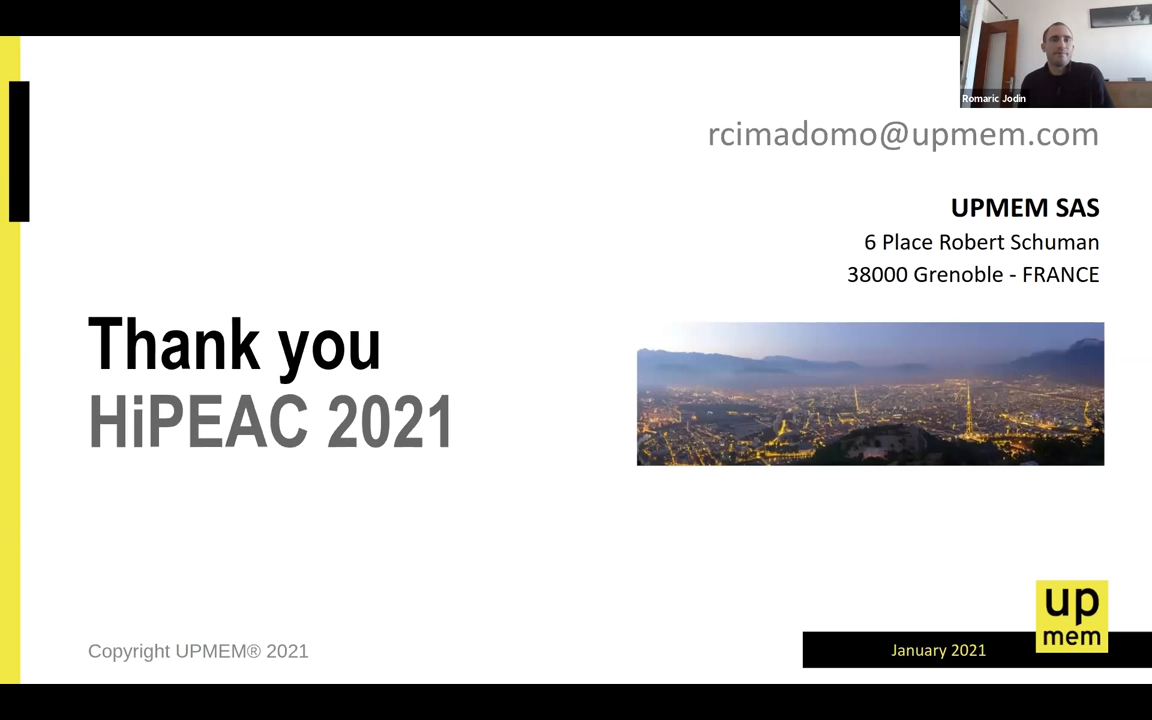 Romaric Jodin
rcimadomo@upmem.com
UPMEM SAS
6 Place Robert Schuman
38000 Grenoble - FRANCE
Thank you
HiPEAC 2021
Copyright UPMEM® 2021
January 2021
up
mem